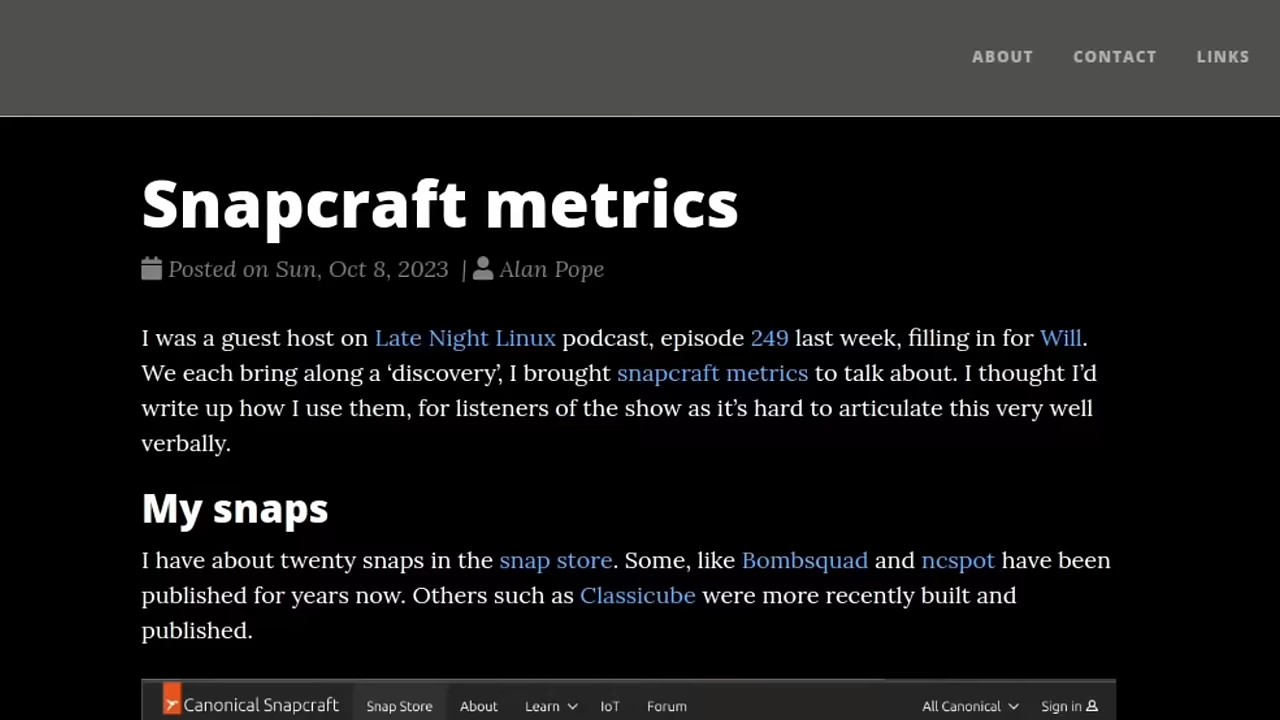 ABOUT CONTACT LINKS
Snapcraft metrics
Posted on Sun, Oct 8, 2023 | Alan Pope
I was a guest host on Late Night Linux podcast, episode 249 last week, filling in for Will.
We each bring along a ‘discovery’, I brought snapcraft metrics to talk about. I thought I’d
write up how I use them, for listeners of the show as it’s hard to articulate this very well
verbally.
My snaps
I have about twenty snaps in the snap store. Some, like Bombsquad and ncspot have been
published for years now. Others such as Classicube were more recently built and
published.
Canonical Snapcraft Snap Store About Learn IoT Forum All Canonical Sign in